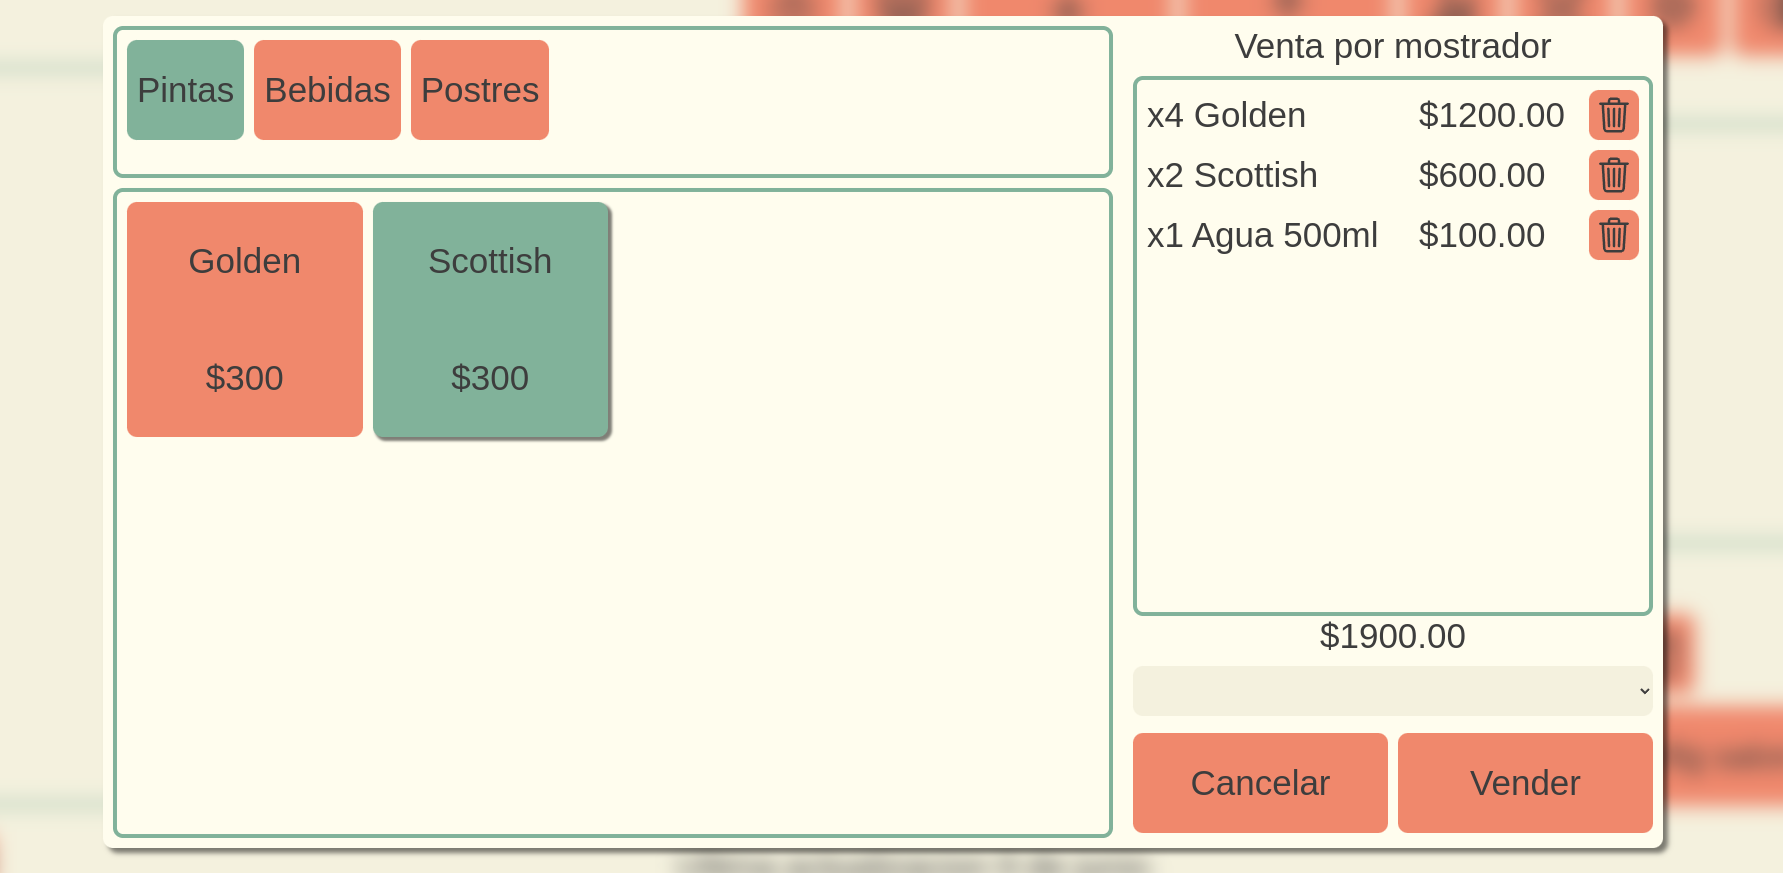 Pintas Bebidas Postres
Golden Scottish
$300 $300
Venta por mostrador
x4 Golden $1200.00
x2 Scottish $600.00
x1 Agua 500ml $100.00
$1900.00
Cancelar Vender